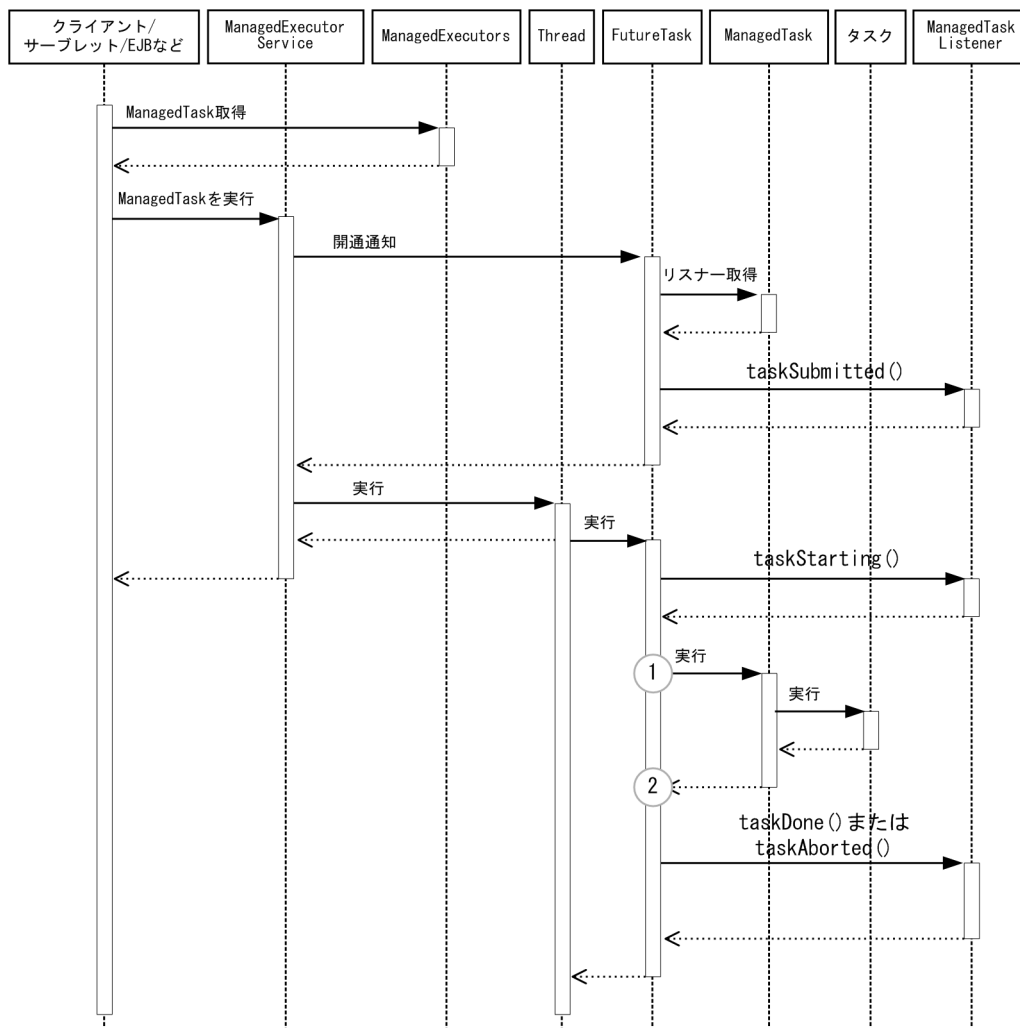 クライアント/
サーブレット/EJBなど
ManagedExecutor
Service
ManagedExecutors
Thread
FutureTask
ManagedTask
タスク
ManagedTask
Listener
ManagedTask取得
ManagedTaskを実行
開通通知
リスナー取得
taskSubmitted()
実行
実行
taskStarting()
1
実行
実行
2
taskDone()または
taskAborted()